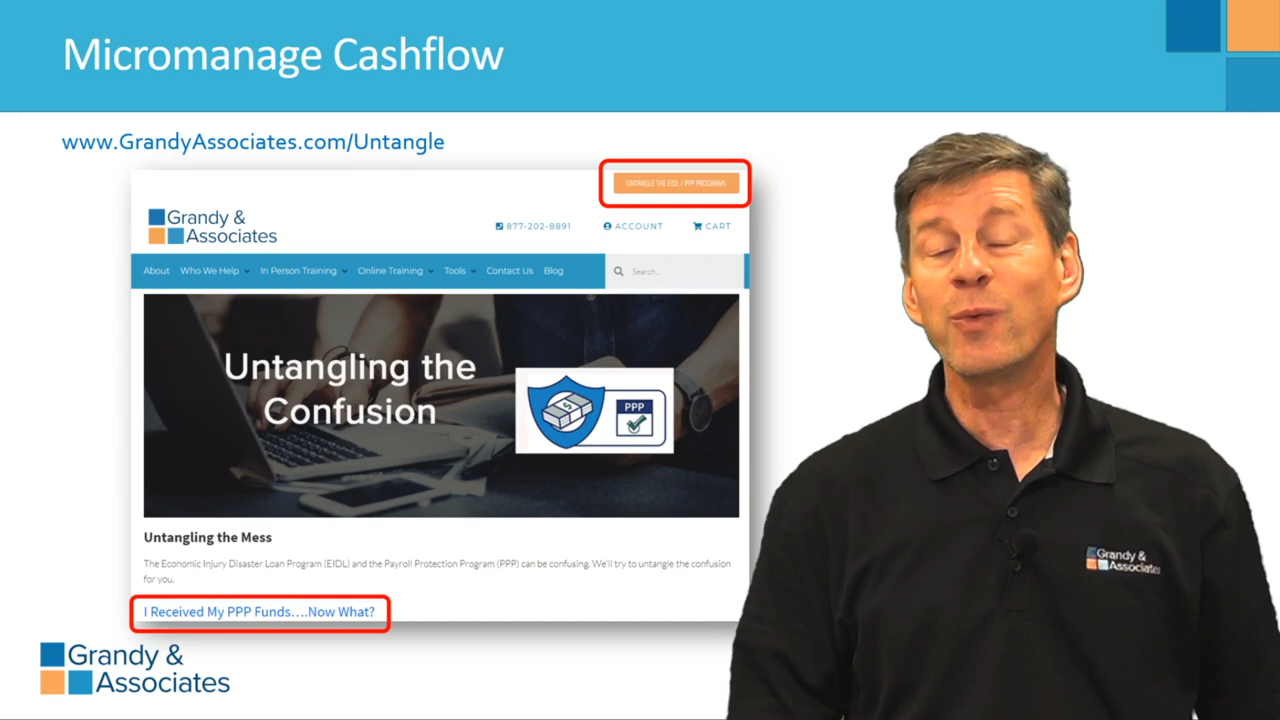 Micromanage Cashflow
www.GrandyAssociates.com/Untangle
UNTANGLE THE EIDL / PPP PROGRAMS
Grandy &
Associates
877-202-8891
ACCOUNT
CART
About Who We Help In Person Training Online Training Tools Contact Us Blog
Search...
Untangling the
Confusion
PPP
Untangling the Mess
The Economic Injury Disaster Loan Program (EIDL) and the Payroll Protection Program (PPP) can be confusing. We'll try to untangle the confusion
for you.
I Received My PPP Funds....Now What?
Grandy &
Associates
Grandy &
Associates